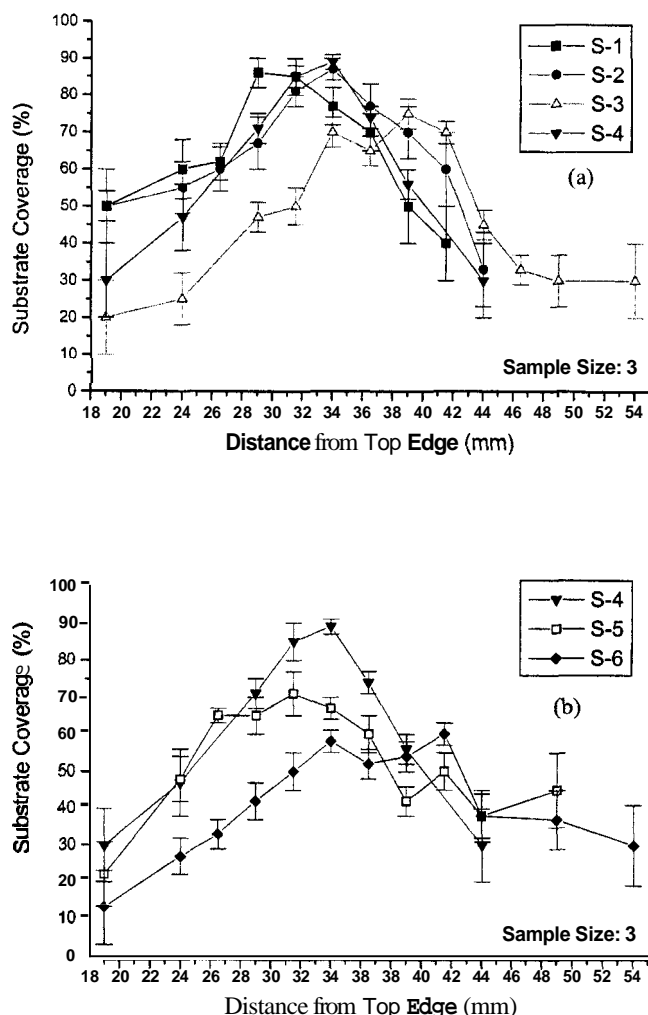 100
90
80
70
60
50
40
30
20
10
0
Substrate Coverage (%)
S-1
S-2
S-3
S-4
(a)
Sample Size: 3
18 20 22 24 26 28 30 32 34 36 38 40 42 44 46 48 50 52 54
Distance from Top Edge (mm)
100
90
80
70
60
50
40
30
20
10
0
Substrate Coverage (%)
S-4
S-5
S-6
(b)
Sample Size: 3
18 20 22 24 26 28 30 32 34 36 38 40 42 44 46 48 50 52 54
Distance from Top Edge (mm)